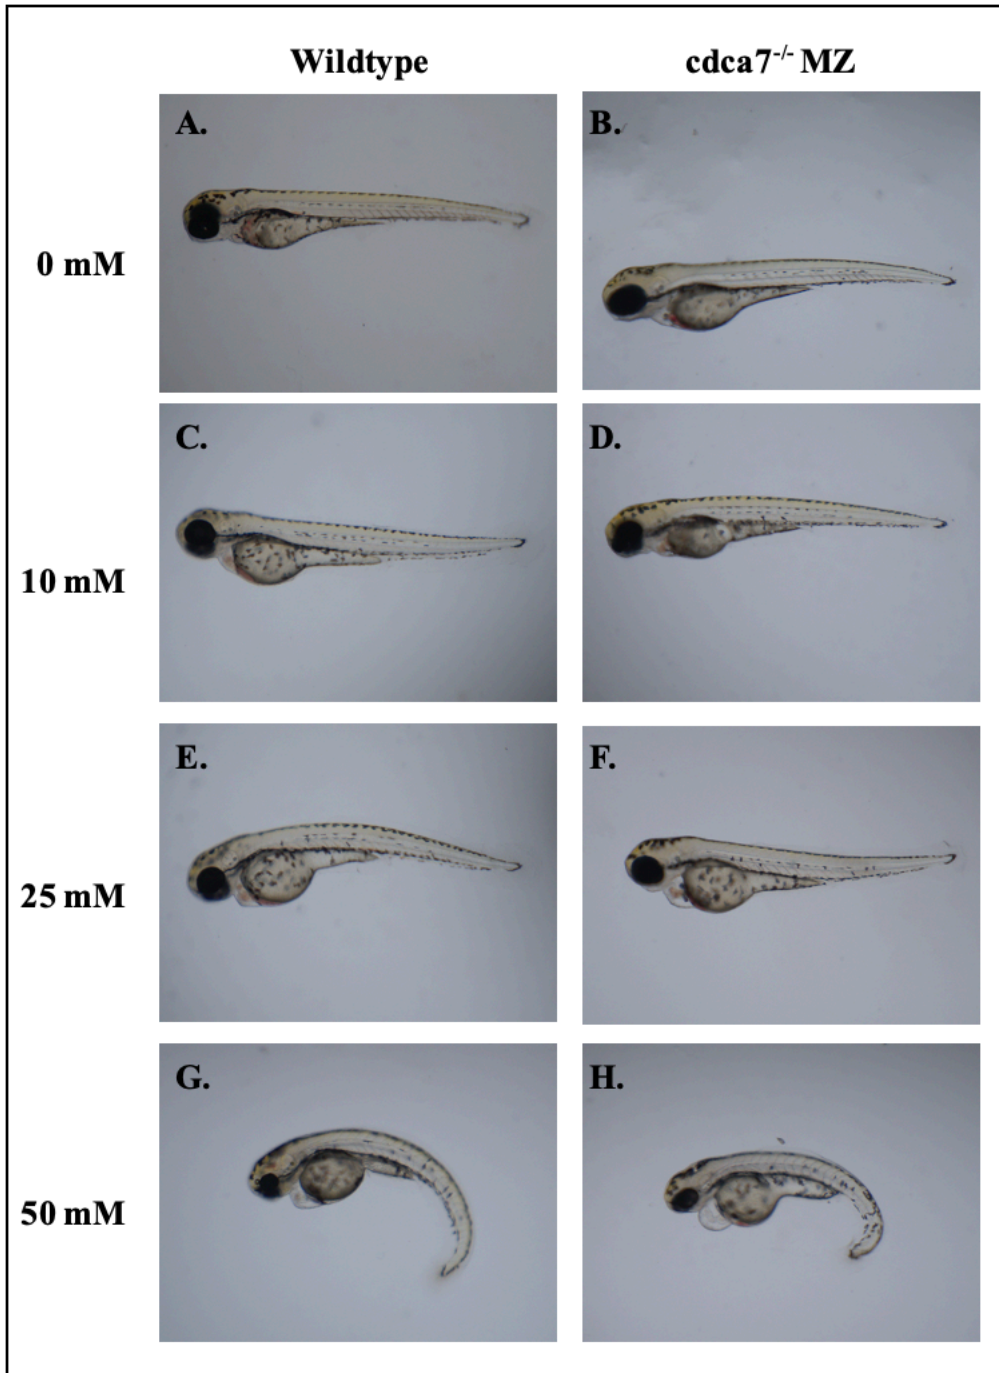 Wildtype cdca7-/- MZ
A. B.
0 mM
C. D.
10 mM
E. F.
25 mM
G. H.
50 mM